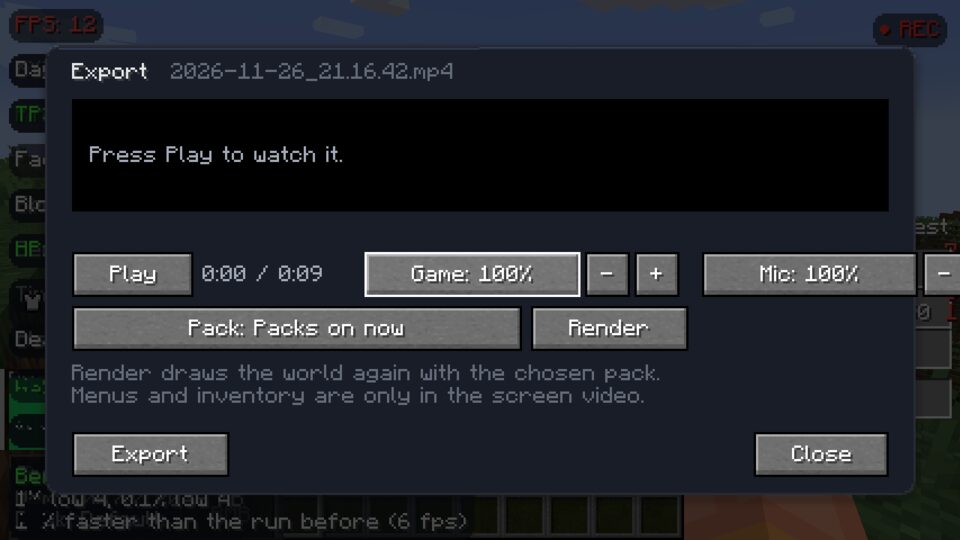 FPS: 12
REC
Export 2026-11-26_21.16.42.mp4
Press Play to watch it.
Play 0:00 / 0:09 Game: 100% - + Mic: 100% -
Pack: Packs on now Render
Render draws the world again with the chosen pack.
Menus and inventory are only in the screen video.
Export Close
faster than the run before (6 fps)